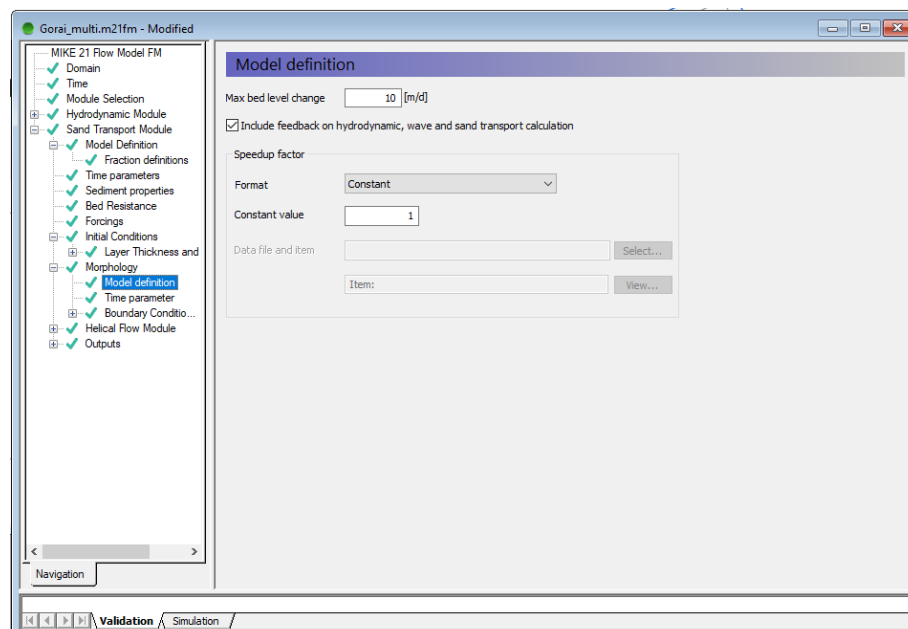 Gorai_multi.m21fm - Modified
MIKE 21 Flow Model FM
Domain
Time
Module Selection
Hydrodynamic Module
Sand Transport Module
Model Definition
Fraction definitions
Time parameters
Sediment properties
Bed Resistance
Forcings
Initial Conditions
Layer Thickness and
Morphology
Model definition
Time parameter
Boundary Conditio...
Helical Flow Module
Outputs
Navigation
Model definition
Max bed level change 10 [m/d]
Include feedback on hydrodynamic, wave and sand transport calculation
Speedup factor
Format Constant
Constant value 1
Data file and item Select...
Item: View...
Validation Simulation